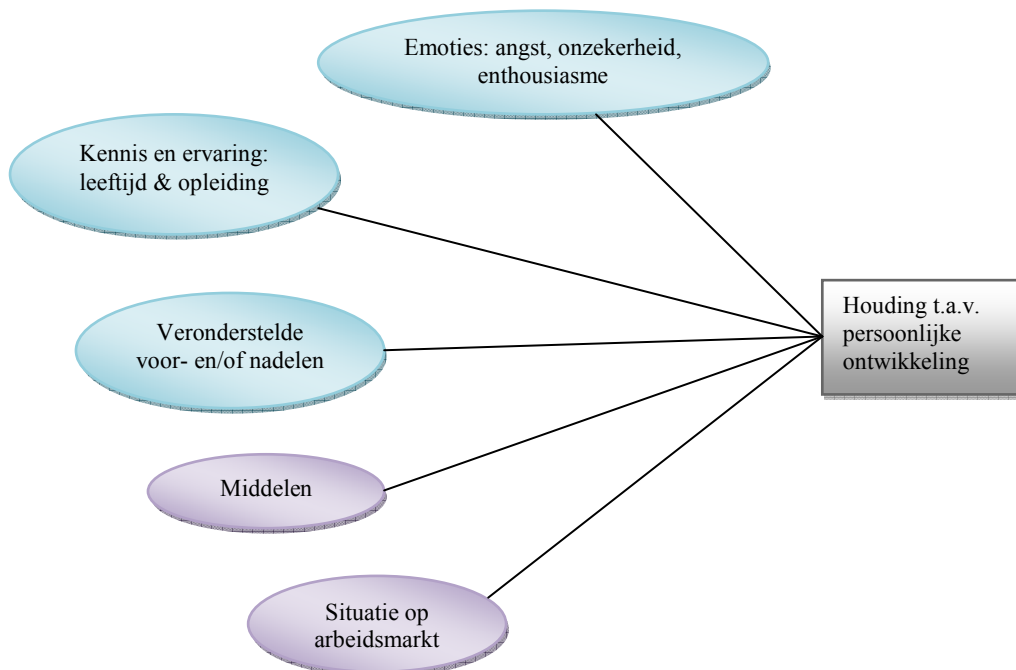 Emoties: angst, onzekerheid,
enthousiasme
Kennis en ervaring:
leeftijd & opleiding
Houding t.a.v.
persoonlijke
ontwikkeling
Veronderstelde
voor- en/of nadelen
Middelen
Situatie op
arbeidsmarkt